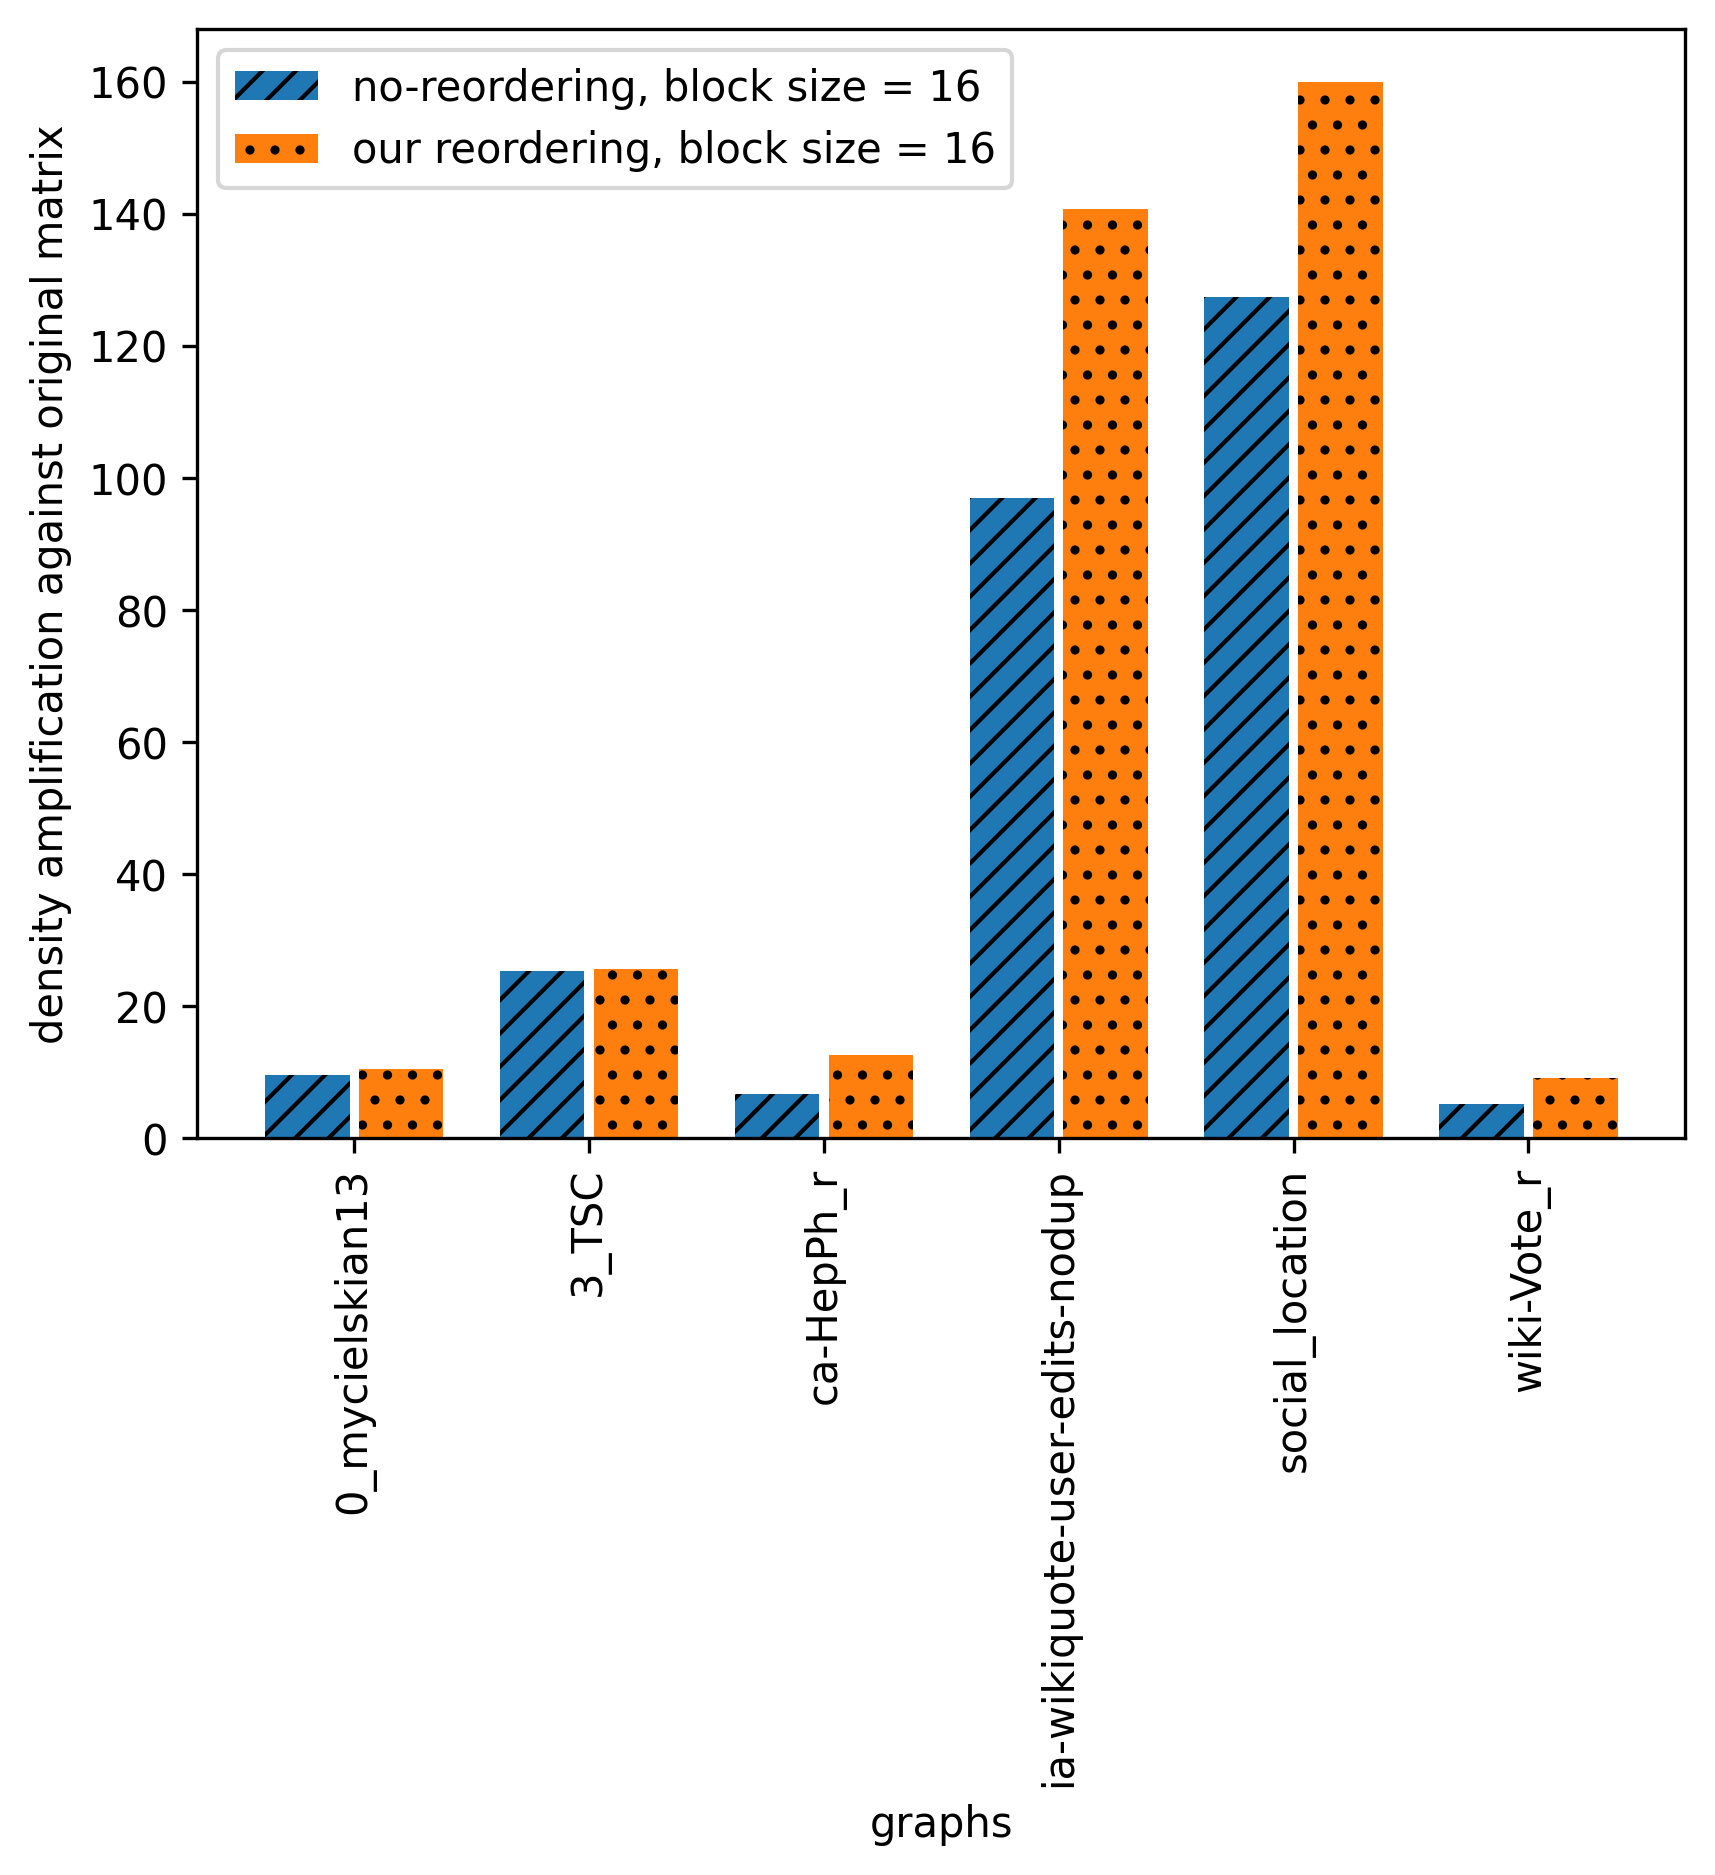 no-reordering, block size = 16
our reordering, block size = 16
density amplification against original matrix
160
140
120
100
80
60
40
20
0
0_mycielskian13
3_TSC
ca-HepPh_r
ia-wikiquote-user-edits-nodup
social_location
wiki-Vote_r
graphs